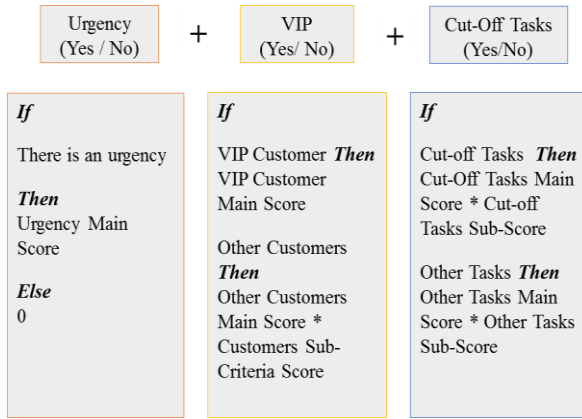 Urgency
(Yes / No)
+
VIP
(Yes/ No)
+
Cut-Off Tasks
(Yes/No)
If
There is an urgency
Then
Urgency Main
Score
Else
0
If
VIP Customer Then
VIP Customer
Main Score
Other Customers
Then
Other Customers
Main Score *
Customers Sub-
Criteria Score
If
Cut-off Tasks Then
Cut-Off Tasks Main
Score * Cut-off
Tasks Sub-Score
Other Tasks Then
Other Tasks Main
Score * Other Tasks
Sub-Score